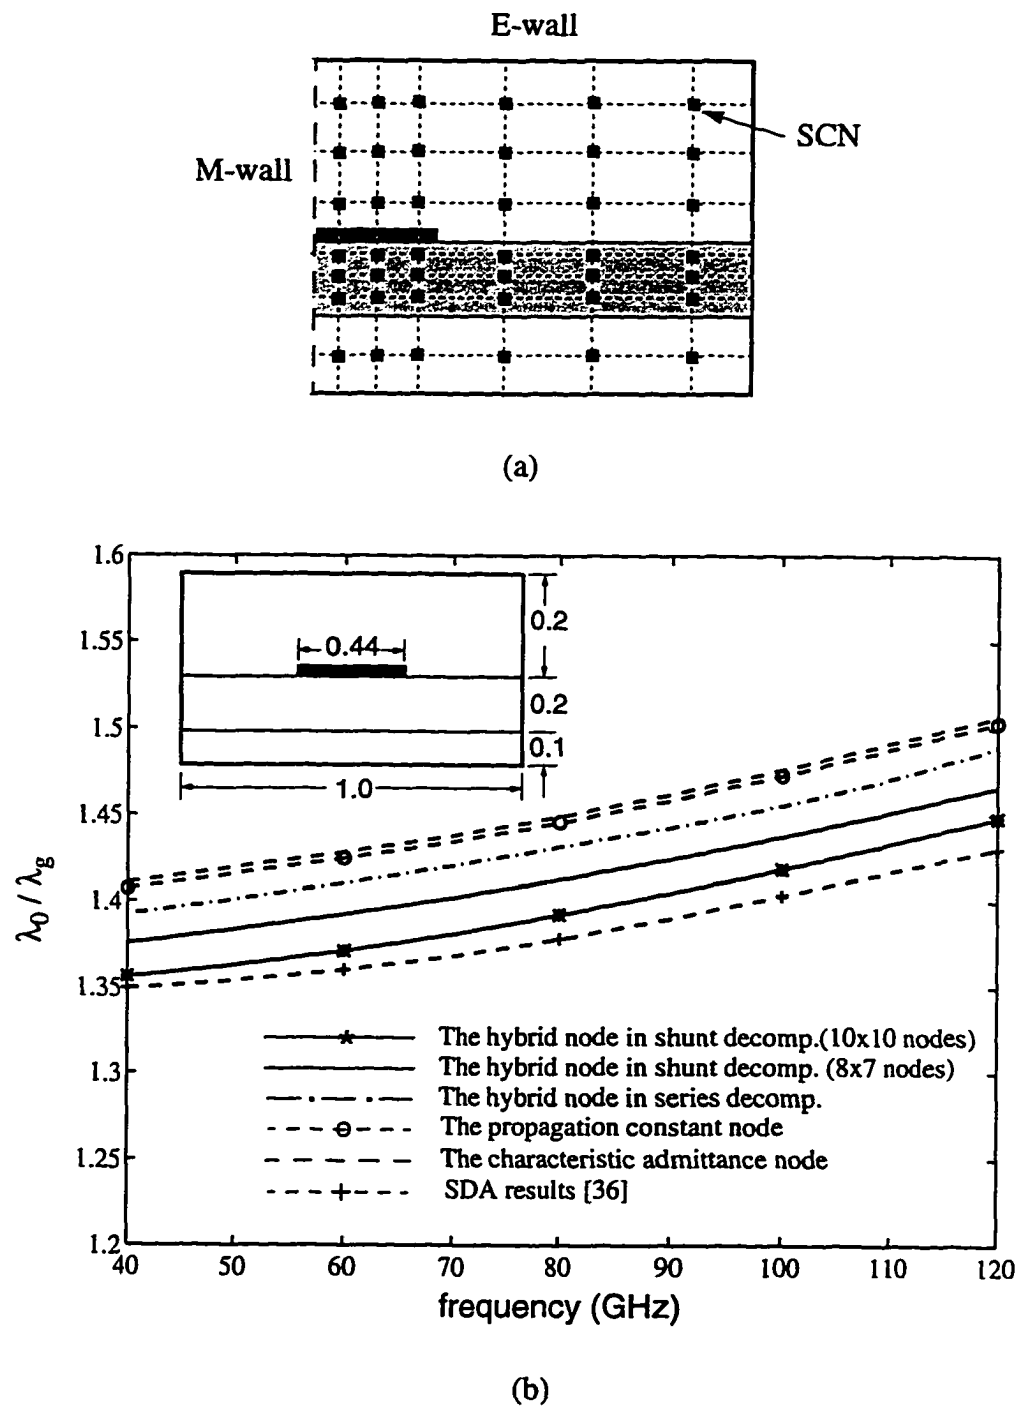 E-wall
SCN
M-wall
(a)
1.6
1.55
1.5
1.45
1.4
1.35
1.3
1.25
1.2
λ0 / λg
0.44
0.2
0.2
0.1
1.0
The hybrid node in shunt decomp.(10x10 nodes)
The hybrid node in shunt decomp. (8x7 nodes)
The hybrid node in series decomp.
The propagation constant node
The characteristic admittance node
SDA results [36]
40 50 60 70 80 90 100 110 120
frequency (GHz)
(b)